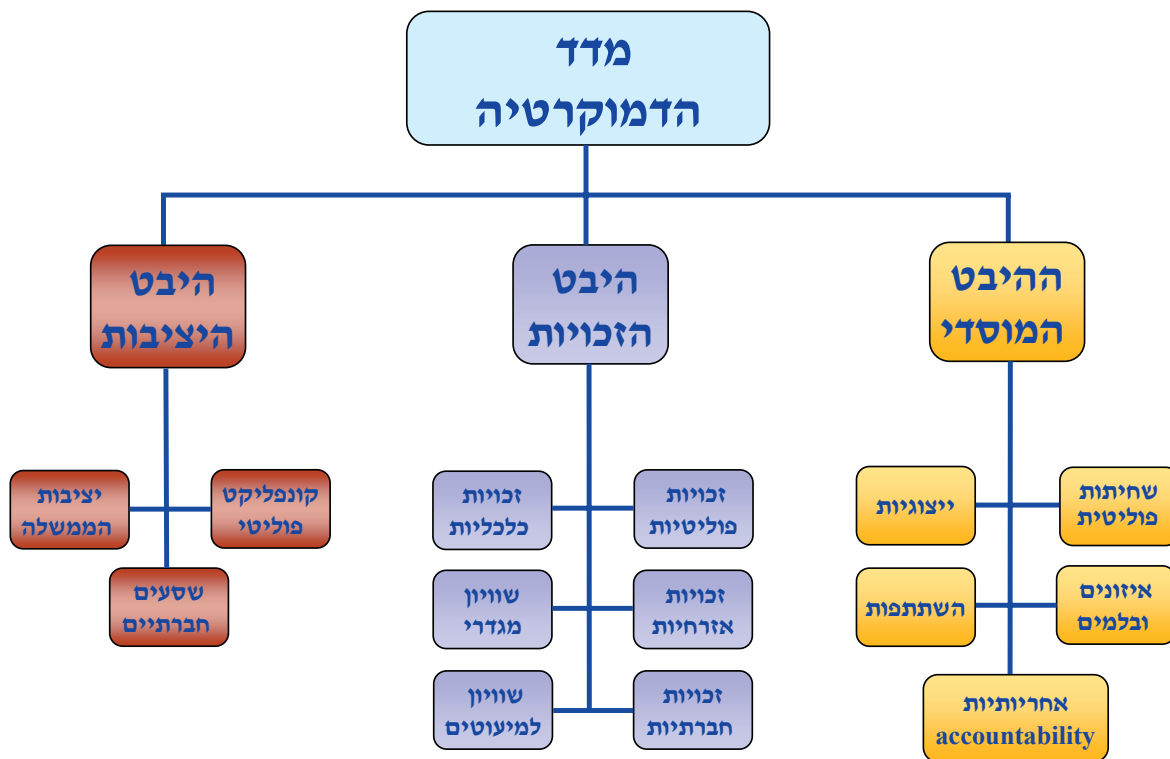 מדד
הדמוקרטיה
ההיבט
המוסדי
היבט
הזכויות
היבט
היציבות
שחיתות
פוליטית
ייצוגיות
איזונים
ובלמים
השתתפות
אחריותיות
accountability
זכויות
פוליטיות
זכויות
כלכליות
זכויות
אזרחיות
שוויון
מגדרי
זכויות
חברתיות
שוויון
למיעוטים
קונפליקט
פוליטי
יציבות
הממשלה
שסעים
חברתיים